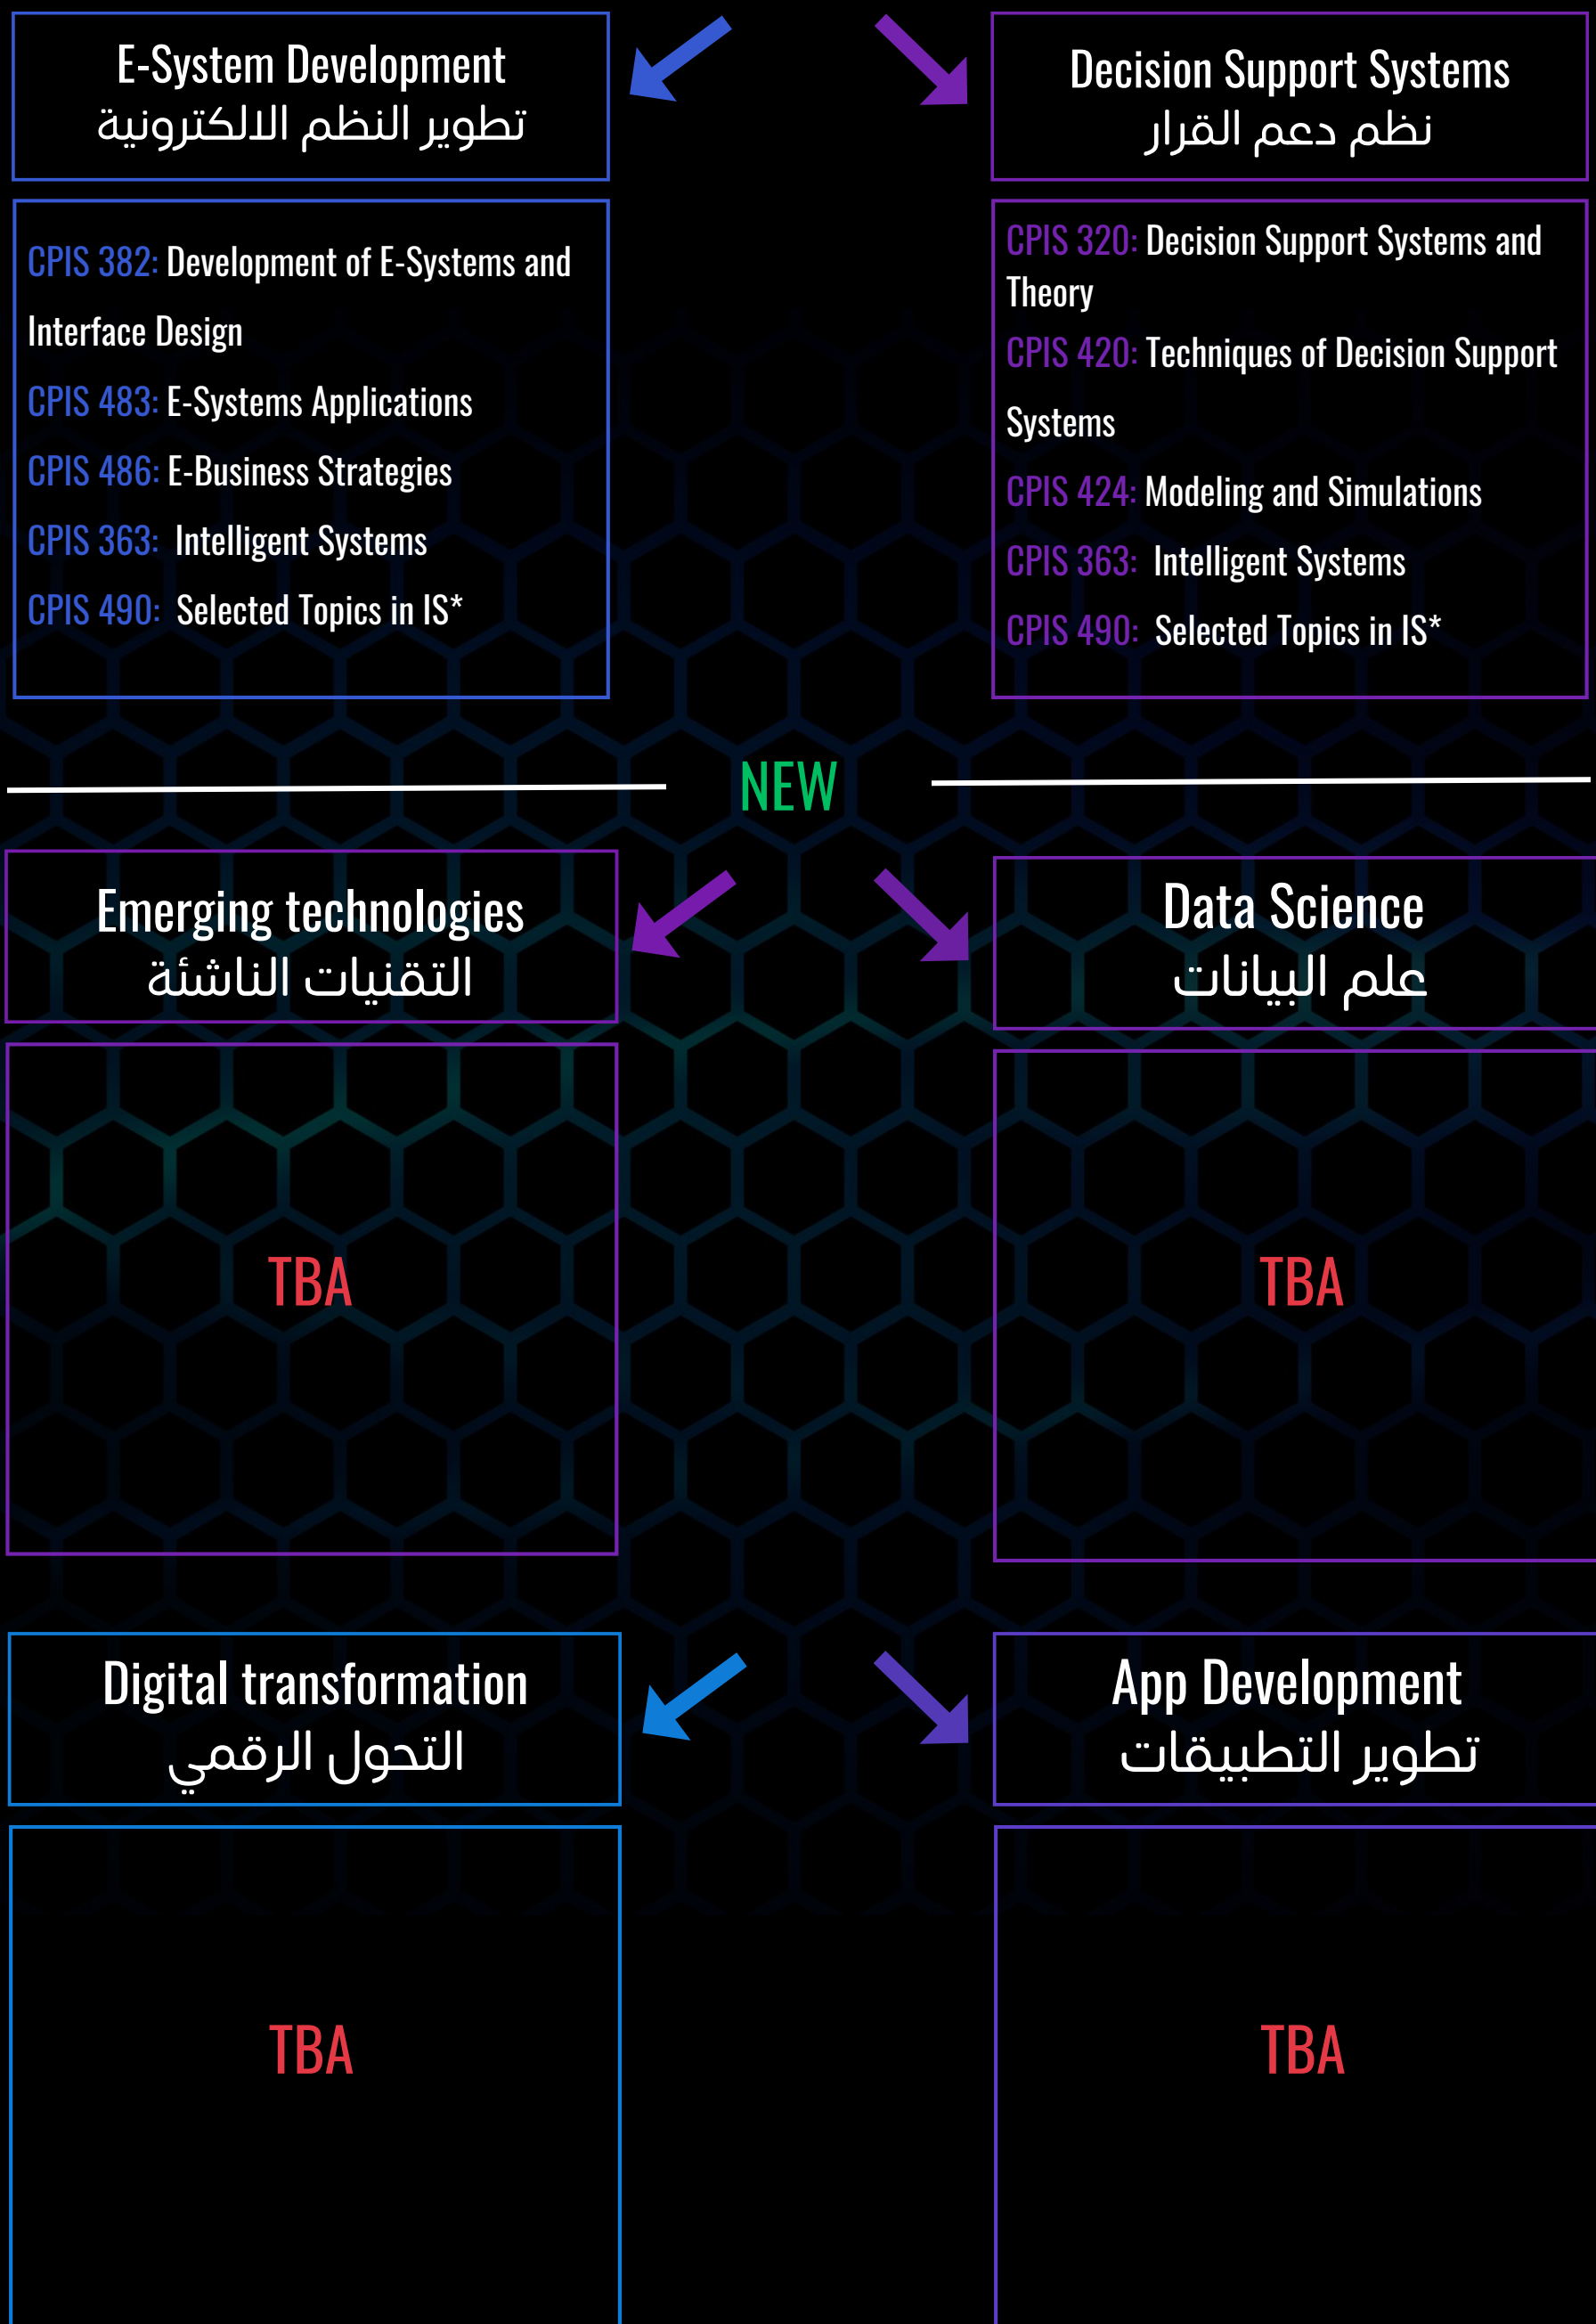 E-System Development
تطوير النظم الالكترونية
CPIS 382: Development of E-Systems and
Interface Design
CPIS 483: E-Systems Applications
CPIS 486: E-Business Strategies
CPIS 363: Intelligent Systems
CPIS 490: Selected Topics in IS*
Decision Support Systems
نظم دعم القرار
CPIS 320: Decision Support Systems and
Theory
CPIS 420: Techniques of Decision Support
Systems
CPIS 424: Modeling and Simulations
CPIS 363: Intelligent Systems
CPIS 490: Selected Topics in IS*
NEW
Emerging technologies
التقنيات الناشئة
TBA
Data Science
علم البيانات
TBA
Digital transformation
التحول الرقمي
TBA
App Development
تطوير التطبيقات
TBA